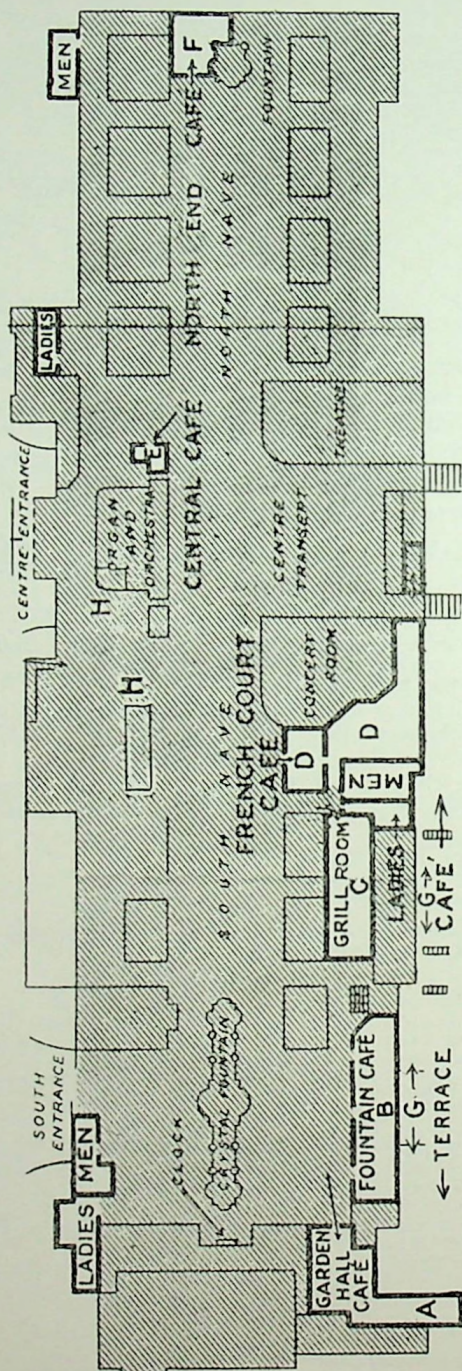 MEN
F
NORTH END CAFE
FOUNTAIN
NORTH NAVE
LADIES
CENTRE ENTRANCE
E
CENTRAL CAFE
ORGAN
AND
ORCHESTRA
H
H
THEATRE
CENTRE
TRANSEPT
CONCERT
ROOM
FRENCH COURT
CAFE
D
D
MEN
SOUTH NAVE
GRILL ROOM
C
LADIES
G
CAFE
SOUTH
ENTRANCE
MEN
LADIES
CLOCK
CRYSTAL FOUNTAIN
FOUNTAIN CAFE
B
G
TERRACE
GARDEN
HALL
CAFE
A